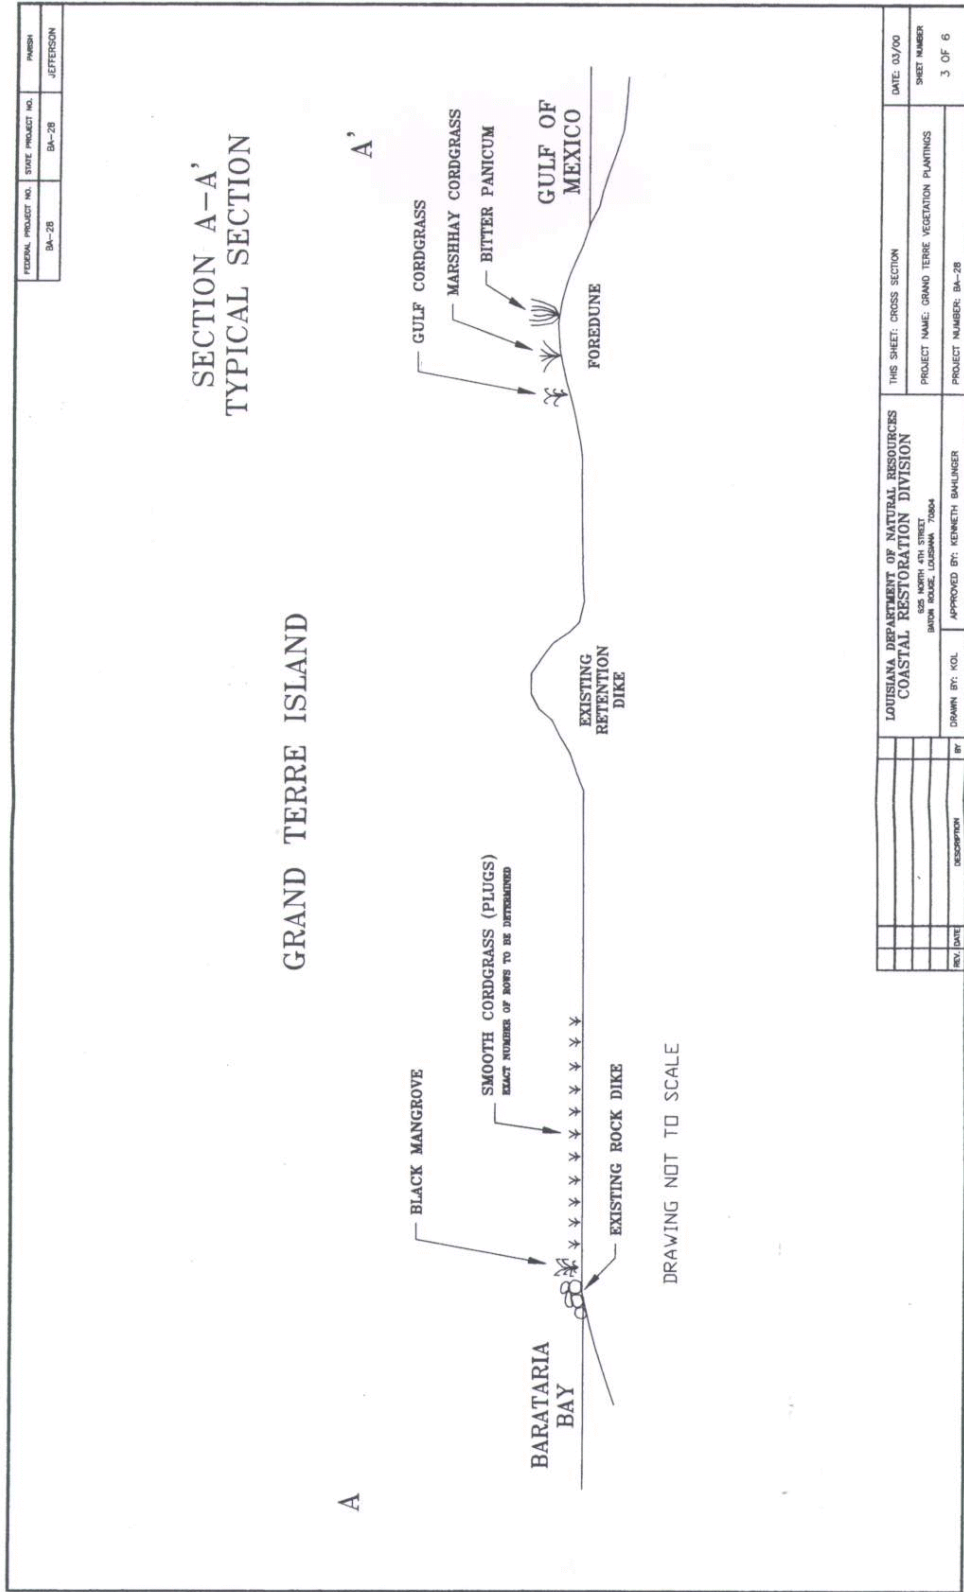 FEDERAL PROJECT NO. STATE PROJECT NO. PARISH
BA-28 BA-28 JEFFERSON
SECTION A-A'
TYPICAL SECTION
GRAND TERRE ISLAND
A
A'
GULF CORDGRASS
MARSHHAY CORDGRASS
BITTER PANICUM
BLACK MANGROVE
SMOOTH CORDGRASS (PLUGS)
EXACT NUMBER OF ROWS TO BE DETERMINED
BARATARIA
BAY
GULF OF
MEXICO
EXISTING ROCK DIKE
EXISTING
RETENTION
DIKE
FOREDUNE
DRAWING NOT TO SCALE
REV. DATE DESCRIPTION BY
LOUISIANA DEPARTMENT OF NATURAL RESOURCES
COASTAL RESTORATION DIVISION
625 NORTH 4TH STREET
BATON ROUGE, LOUISIANA 70804
DRAWN BY: KOL APPROVED BY: KENNETH BAHLINGER
THIS SHEET: CROSS SECTION
PROJECT NAME: GRAND TERRE VEGETATION PLANTINGS
PROJECT NUMBER: BA-28
DATE: 03/00
SHEET NUMBER
3 OF 6